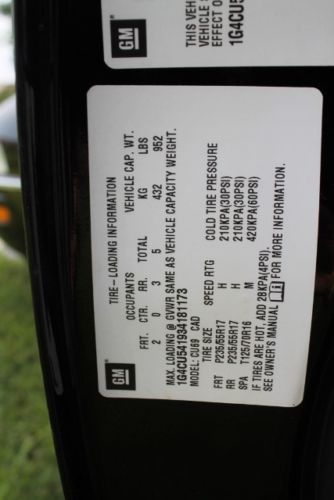 GM
THIS VEH
VEHICLE S
EFFECT O
1G4CU5
GM
TIRE-LOADING INFORMATION
OCCUPANTS VEHICLE CAP. WT.
FRT. CTR. RR. TOTAL KG LBS
2 0 3 5 432 952
MAX. LOADING @ GVWR SAME AS VEHICLE CAPACITY WEIGHT.
1G4CU541934181173
MODEL: CU69 CAD
TIRE SIZE SPEED RTG COLD TIRE PRESSURE
FRT P235/55R17 H 210KPA(30PSI)
RR P235/55R17 H 210KPA(30PSI)
SPA T125/70R16 M 420KPA(60PSI)
IF TIRES ARE HOT, ADD 28KPA(4PSI).
SEE OWNER'S MANUAL FOR MORE INFORMATION.